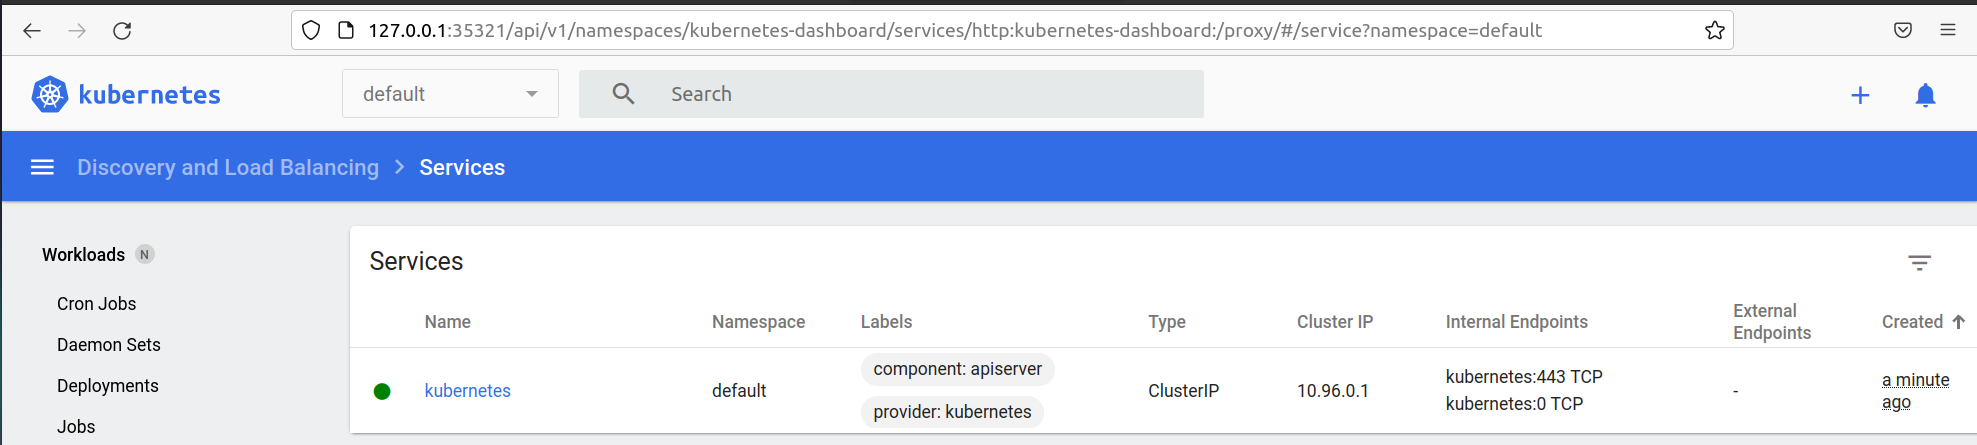 127.0.0.1:35321/api/v1/namespaces/kubernetes-dashboard/services/http:kubernetes-dashboard:/proxy/#/service?namespace=default
kubernetes
default
Search
Discovery and Load Balancing > Services
Workloads N
Cron Jobs
Daemon Sets
Deployments
Jobs
Services
Name Namespace Labels Type Cluster IP Internal Endpoints External Endpoints Created
kubernetes default component: apiserver provider: kubernetes ClusterIP 10.96.0.1 kubernetes:443 TCP kubernetes:0 TCP - a minute ago